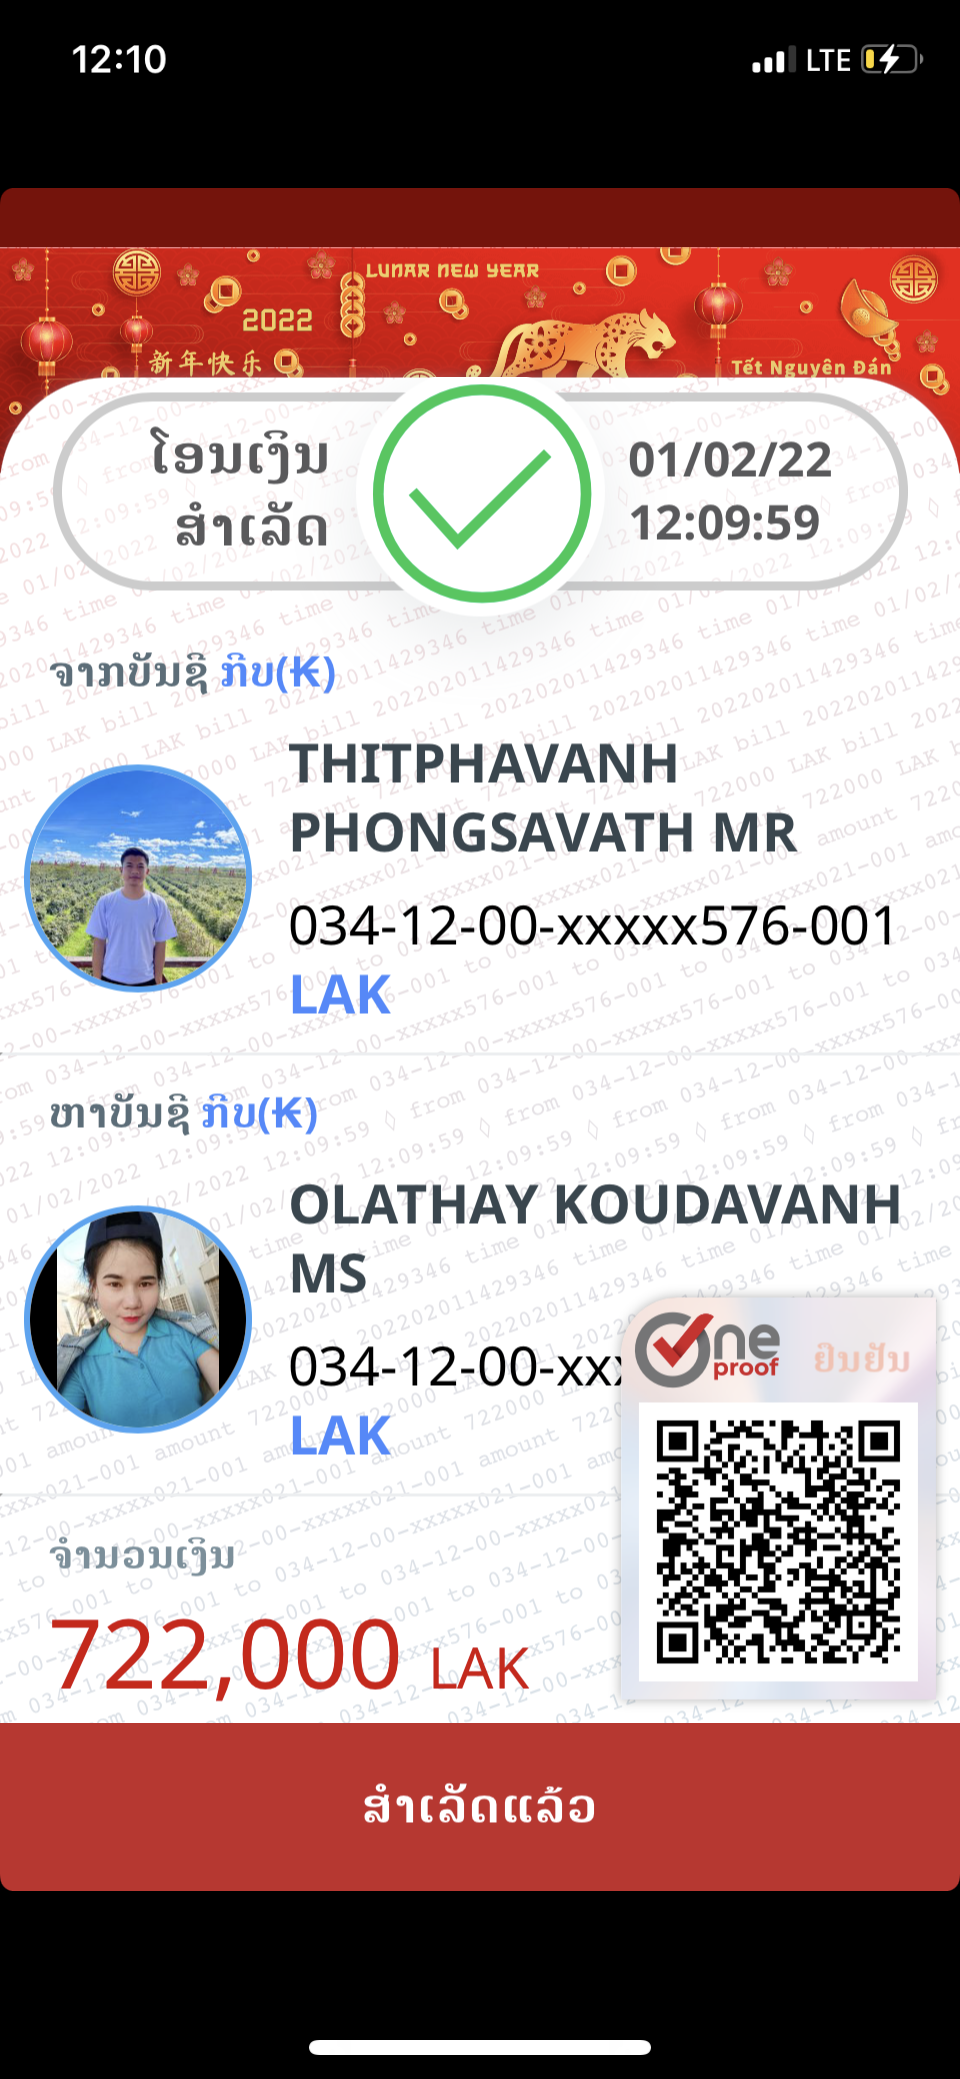 12:10
LTE
LUNAR NEW YEAR
2022
新年快乐
Tết Nguyên Đán
ໂອນເງິນ
ສຳເລັດ
01/02/22
12:09:59
ຈາກບັນຊີ ກີບ(₭)
THITPHAVANH
PHONGSAVATH MR
034-12-00-xxxxx576-001
LAK
ຫາບັນຊີ ກີບ(₭)
OLATHAY KOUDAVANH
MS
034-12-00-xxx
LAK
One
proof
ຢືນຢັນ
ຈຳນວນເງິນ
722,000 LAK
ສຳເລັດແລ້ວ